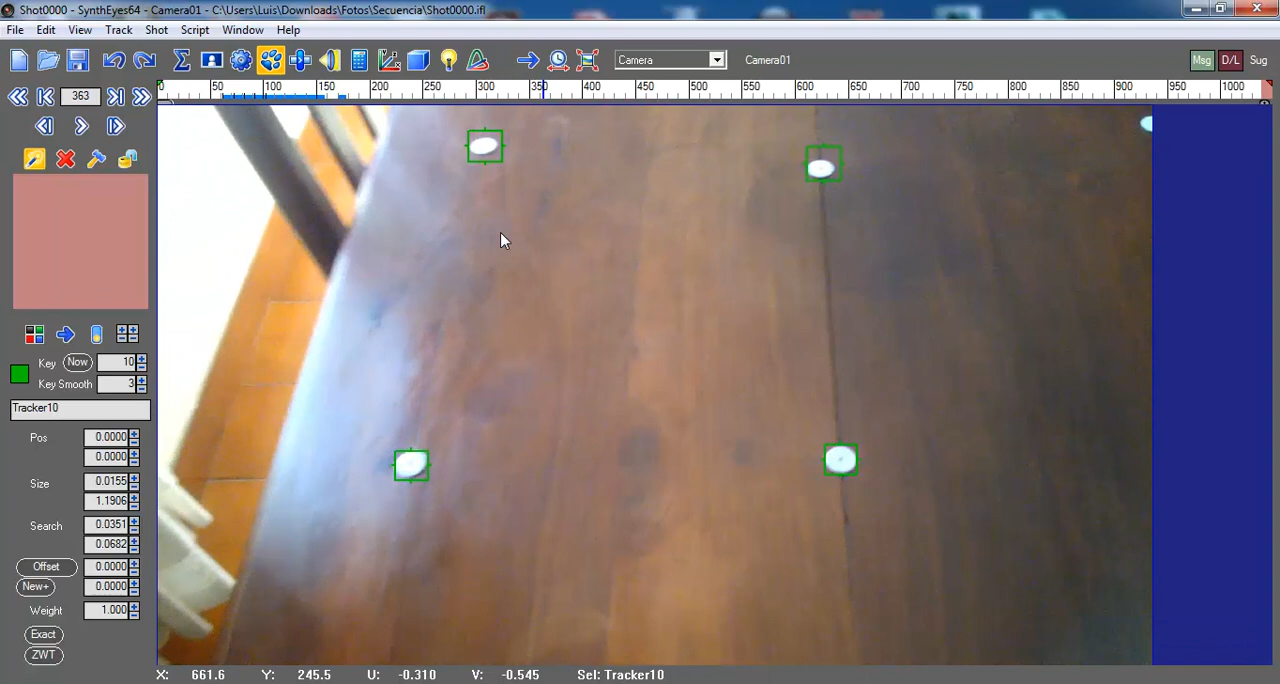 Shot0000 - SynthEyes64 - Camera01 - C:\Users\Luis\Downloads\Fotos\Secuencia\Shot0000.ifl
File Edit View Track Shot Script Window Help
Camera Camera01 Msg D/L Sug
363 0 50 100 150 200 250 300 350 400 450 500 550 600 650 700 750 800 850 900 950 1000
Key Now 10
Key Smooth 3
Tracker10
Pos 0.0000
0.0000
Size 0.0155
1.1906
Search 0.0351
0.0682
Offset 0.0000
New+ 0.0000
Weight 1.000
Exact
ZWT
X: 661.6 Y: 245.5 U: -0.310 V: -0.545 Sel: Tracker10